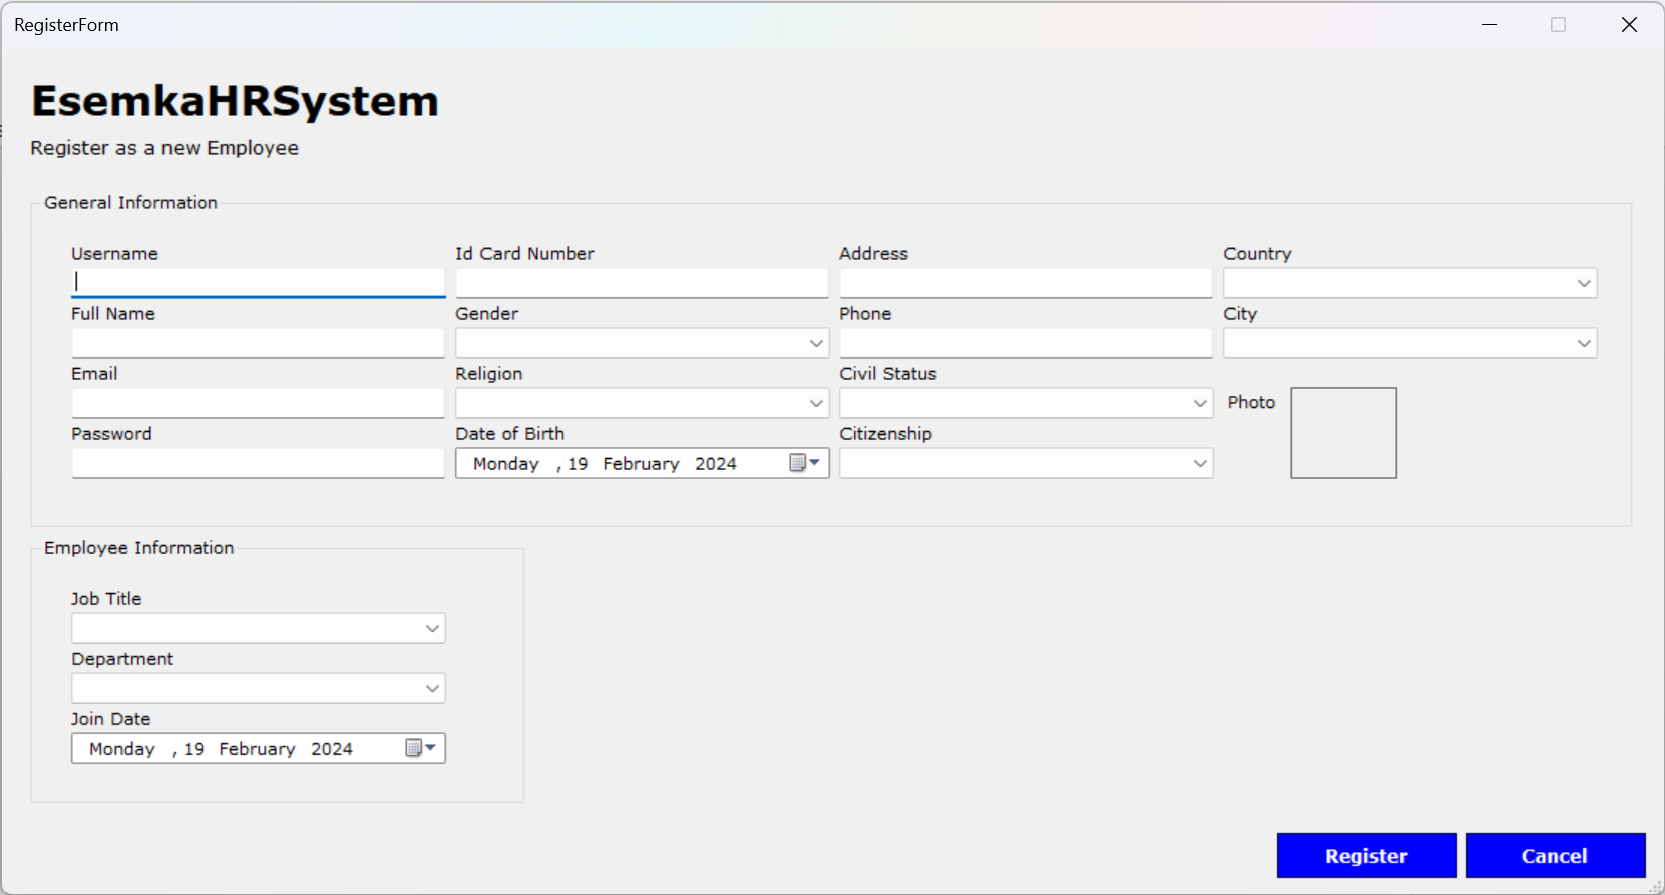 RegisterForm
EsemkaHRSystem
Register as a new Employee
General Information
Username Id Card Number Address Country
Full Name Gender Phone City
Email Religion Civil Status
Photo
Password Date of Birth Citizenship
Monday , 19 February 2024
Employee Information
Job Title
Department
Join Date
Monday , 19 February 2024
Register Cancel